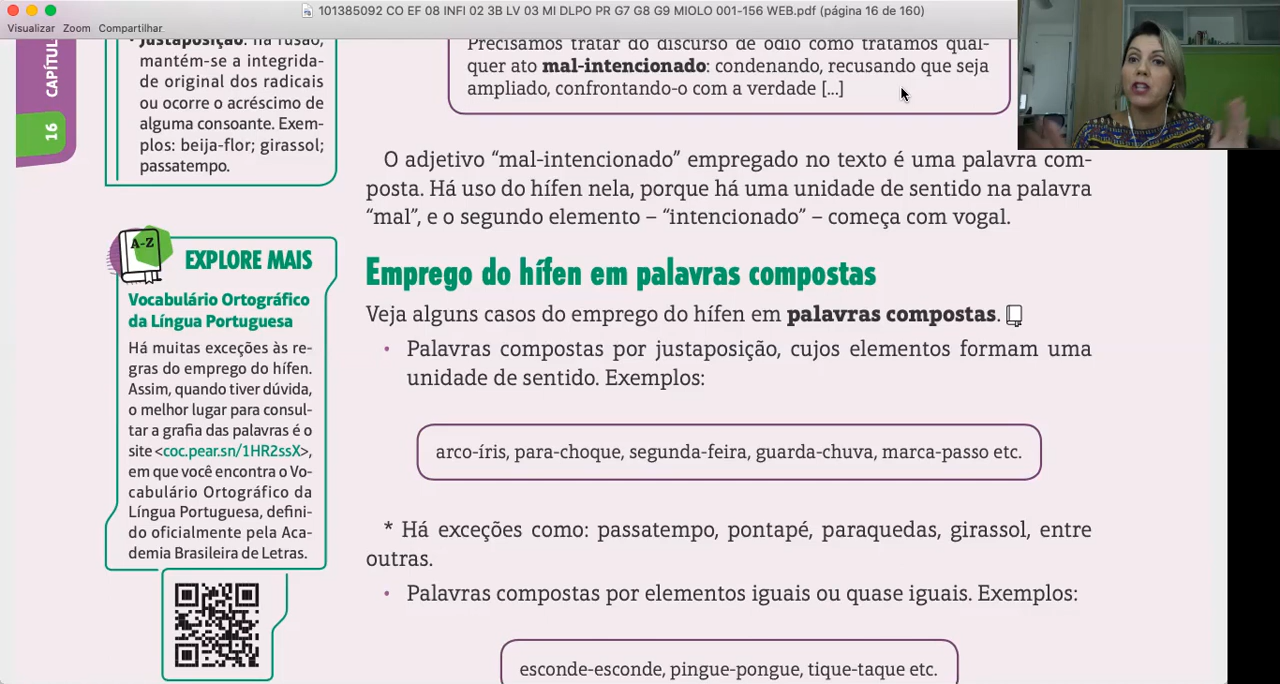 101385092 CO EF 08 INFI 02 3B LV 03 MI DLPO PR G7 G8 G9 MIOLO 001-156 WEB.pdf (página 16 de 160)
Visualizar Zoom Compartilhar
CAPÍTUL
16
• Justaposição: na fusão,
mantém-se a integrida-
de original dos radicais
ou ocorre o acréscimo de
alguma consoante. Exem-
plos: beija-flor; girassol;
passatempo.
A-Z
EXPLORE MAIS
Vocabulário Ortográfico
da Língua Portuguesa
Há muitas exceções às re-
gras do emprego do hífen.
Assim, quando tiver dúvida,
o melhor lugar para consul-
tar a grafia das palavras é o
site <coc.pear.sn/1HR2ssX>,
em que você encontra o Vo-
cabulário Ortográfico da
Língua Portuguesa, defini-
do oficialmente pela Aca-
demia Brasileira de Letras.
Precisamos tratar do discurso de ódio como tratamos qual-
quer ato mal-intencionado: condenando, recusando que seja
ampliado, confrontando-o com a verdade [...]
O adjetivo “mal-intencionado” empregado no texto é uma palavra com-
posta. Há uso do hífen nela, porque há uma unidade de sentido na palavra
“mal”, e o segundo elemento – “intencionado” – começa com vogal.
Emprego do hífen em palavras compostas
Veja alguns casos do emprego do hífen em palavras compostas.
• Palavras compostas por justaposição, cujos elementos formam uma
unidade de sentido. Exemplos:
arco-íris, para-choque, segunda-feira, guarda-chuva, marca-passo etc.
* Há exceções como: passatempo, pontapé, paraquedas, girassol, entre
outras.
• Palavras compostas por elementos iguais ou quase iguais. Exemplos:
esconde-esconde, pingue-pongue, tique-taque etc.